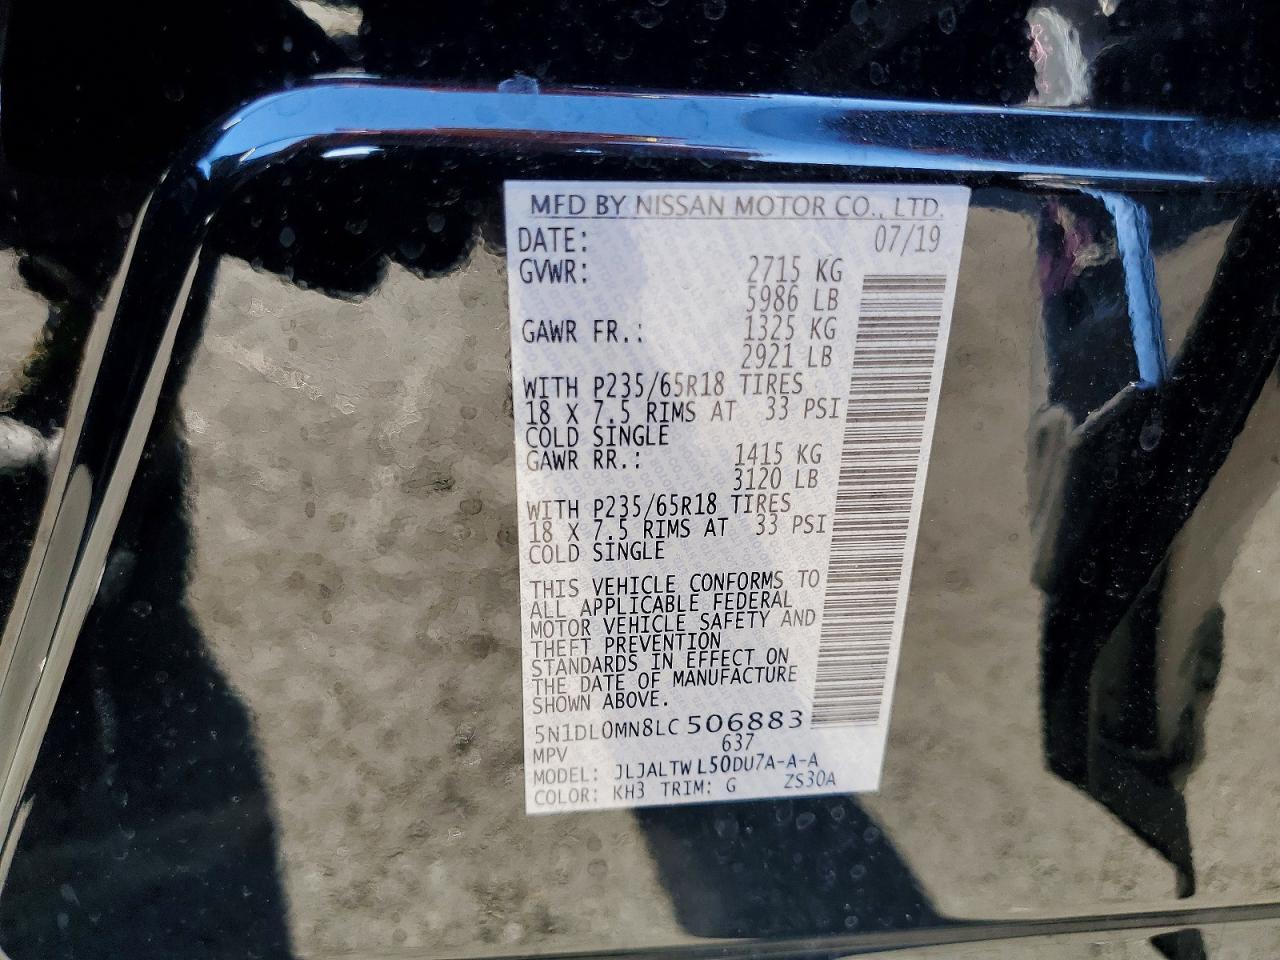 MFD BY NISSAN MOTOR CO., LTD.
DATE: 07/19
GVWR: 2715 KG
5986 LB
GAWR FR.: 1325 KG
2921 LB
WITH P235/65R18 TIRES
18 X 7.5 RIMS AT 33 PSI
COLD SINGLE
GAWR RR.: 1415 KG
3120 LB
WITH P235/65R18 TIRES
18 X 7.5 RIMS AT 33 PSI
COLD SINGLE
THIS VEHICLE CONFORMS TO
ALL APPLICABLE FEDERAL
MOTOR VEHICLE SAFETY AND
THEFT PREVENTION
STANDARDS IN EFFECT ON
THE DATE OF MANUFACTURE
SHOWN ABOVE.
5N1DL0MN8LC506883
MPV 637
MODEL: JLJALTWL50DU7A-A-A
COLOR: KH3 TRIM: G ZS30A